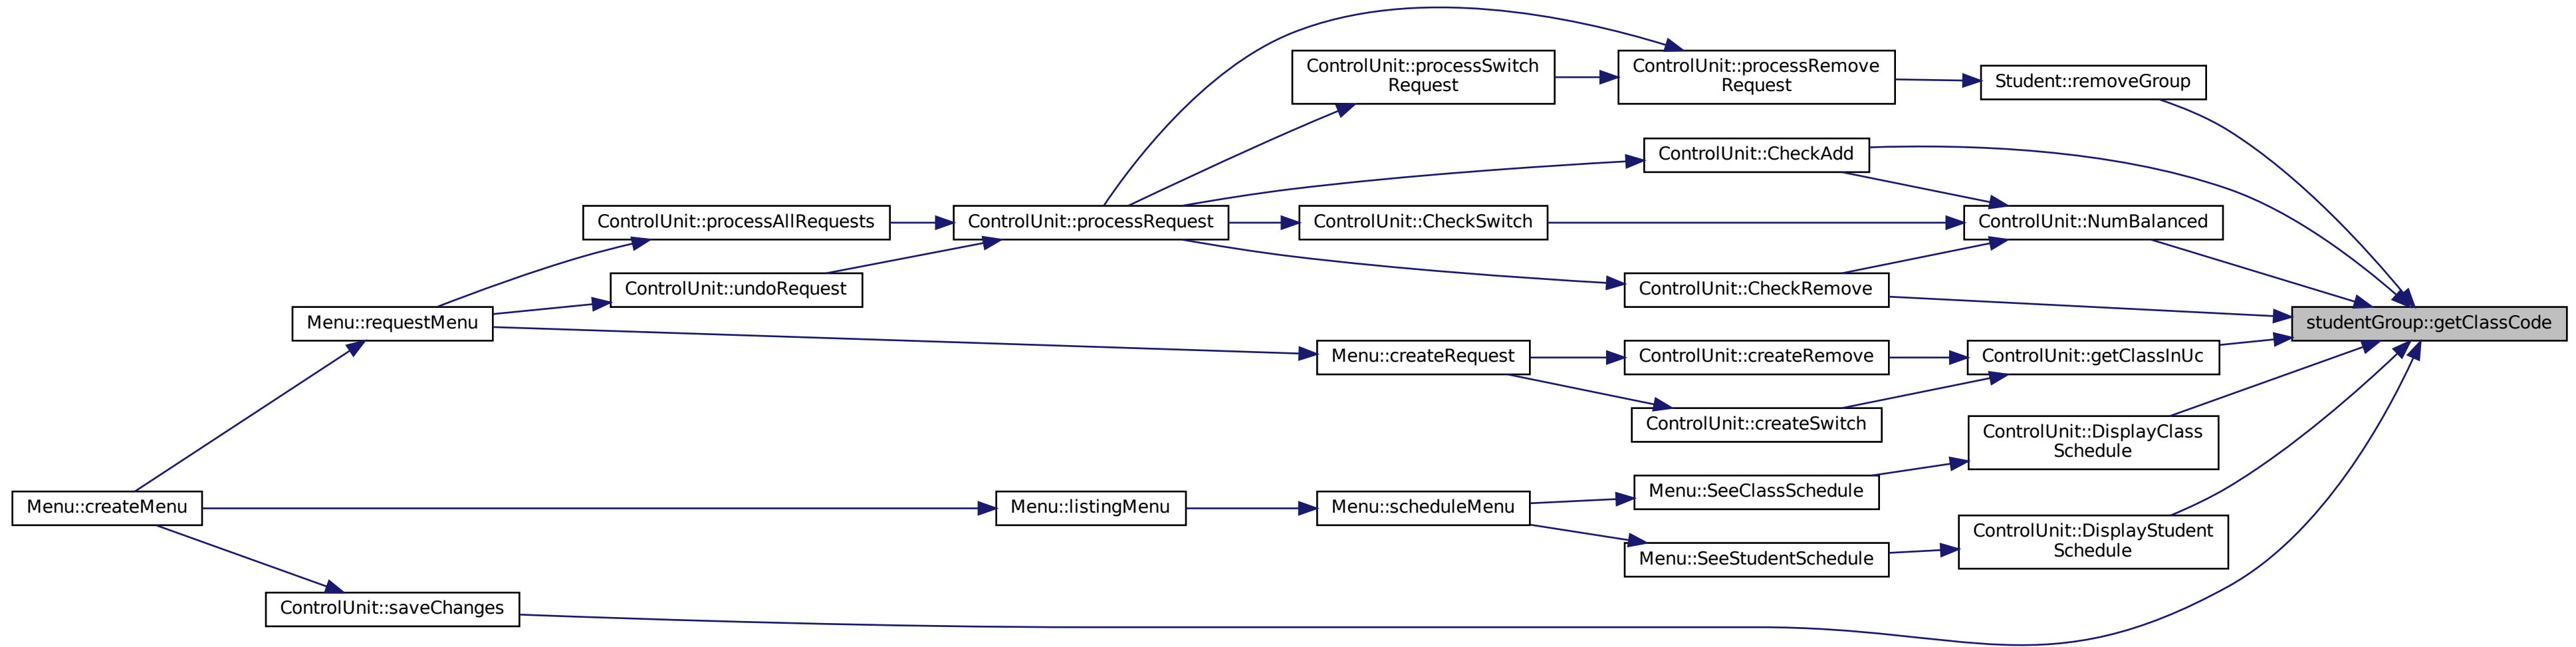 ControlUnit::processSwitch
Request
ControlUnit::processRemove
Request
Student::removeGroup
ControlUnit::CheckAdd
ControlUnit::processAllRequests
ControlUnit::processRequest
ControlUnit::CheckSwitch
ControlUnit::NumBalanced
ControlUnit::undoRequest
ControlUnit::CheckRemove
Menu::requestMenu
studentGroup::getClassCode
Menu::createRequest
ControlUnit::createRemove
ControlUnit::getClassInUc
ControlUnit::createSwitch
ControlUnit::DisplayClass
Schedule
Menu::SeeClassSchedule
Menu::createMenu
Menu::listingMenu
Menu::scheduleMenu
ControlUnit::DisplayStudent
Schedule
Menu::SeeStudentSchedule
ControlUnit::saveChanges